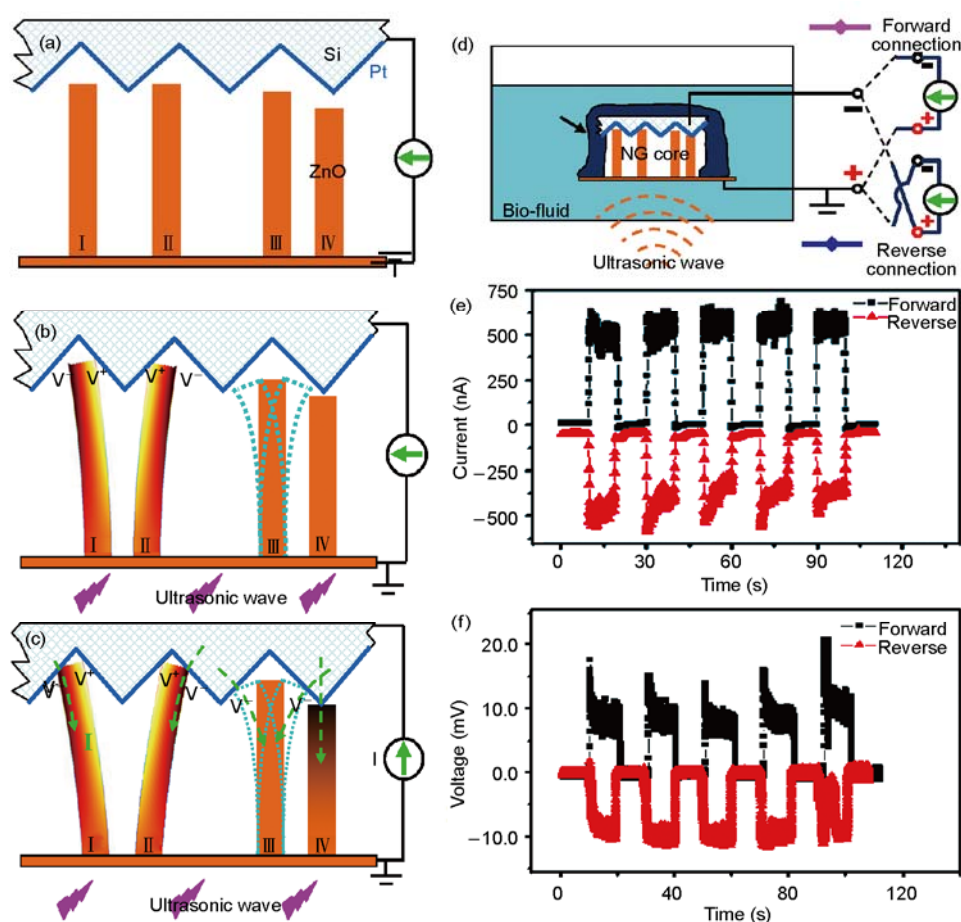 (a)
Si
Pt
ZnO
I
II
III
IV
(b)
V⁻
V⁺
V⁺
V⁻
I
II
III
IV
Ultrasonic wave
(c)
V⁻
V⁺
V⁺
V⁻
V⁻
V⁻
I
I
I
II
III
IV
Ultrasonic wave
(d)
NG core
Bio-fluid
Ultrasonic wave
−
+
Forward
connection
−
+
−
+
Reverse
connection
(e)
Forward
Reverse
750
500
250
0
−250
−500
Current (nA)
0
30
60
90
120
Time (s)
(f)
Forward
Reverse
20.0
10.0
0.0
−10.0
Voltage (mV)
0
40
80
120
Time (s)